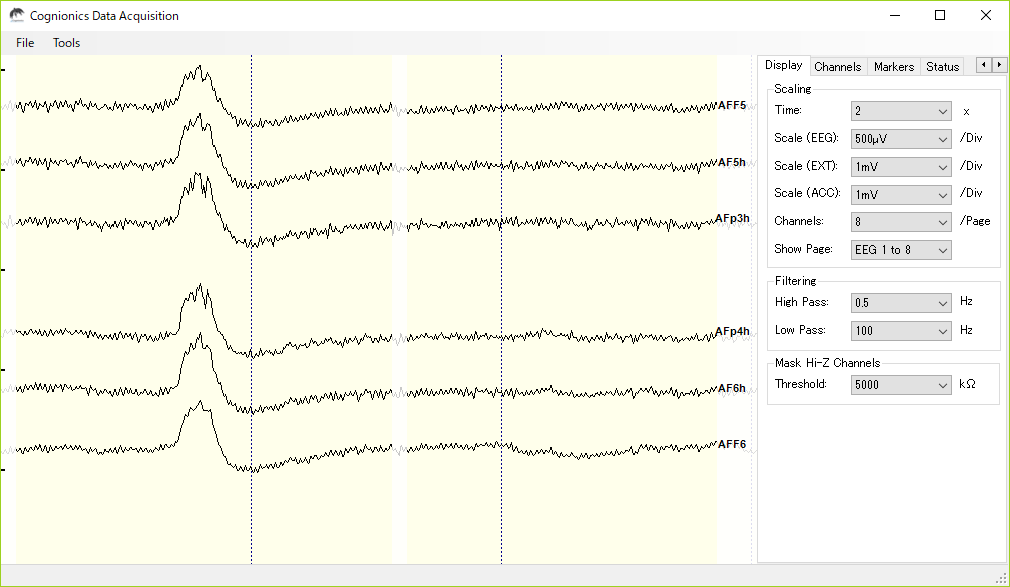 Cognionics Data Acquisition
File Tools
Display Channels Markers Status
Scaling
Time: 2 x
Scale (EEG): 500μV /Div
Scale (EXT): 1mV /Div
Scale (ACC): 1mV /Div
Channels: 8 /Page
Show Page: EEG 1 to 8
Filtering
High Pass: 0.5 Hz
Low Pass: 100 Hz
Mask Hi-Z Channels
Threshold: 5000 kΩ
AFF5
AF5h
AFp3h
AFp4h
AF6h
AFF6